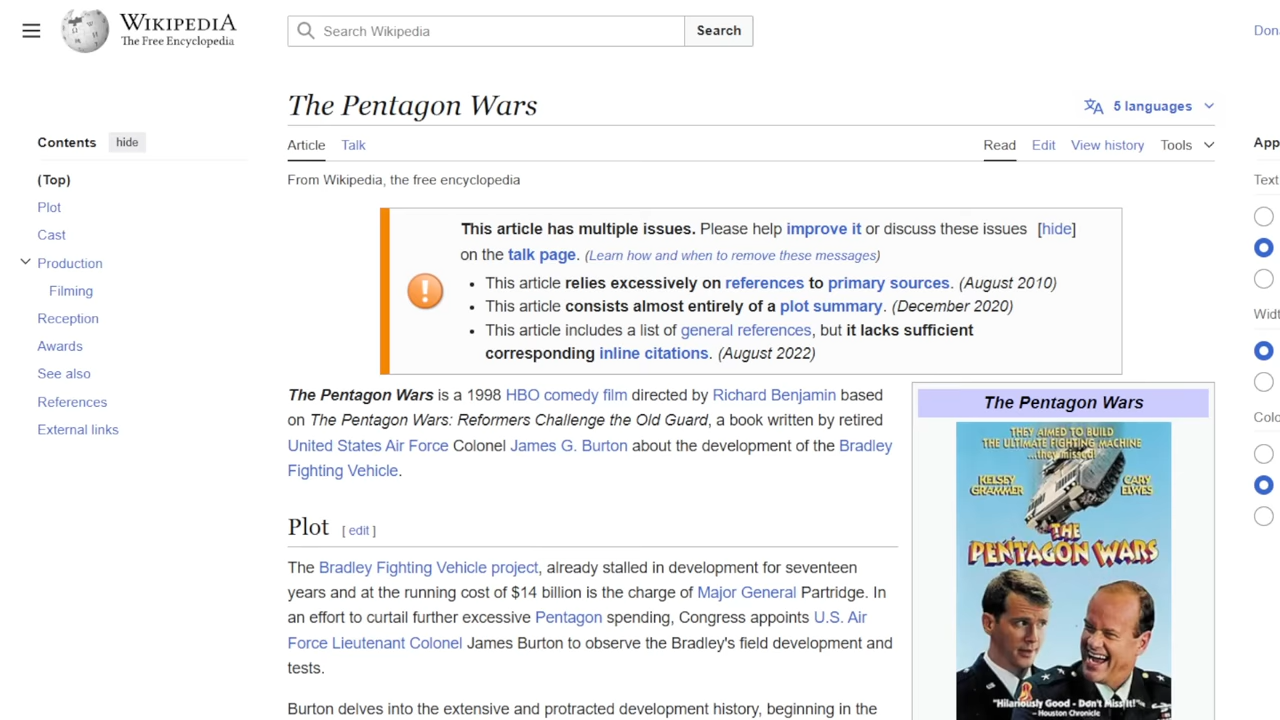 WIKIPEDIA
The Free Encyclopedia
Search Wikipedia
Search
Don
The Pentagon Wars
5 languages
Contents
hide
Article
Talk
Read
Edit
View history
Tools
App
(Top)
From Wikipedia, the free encyclopedia
Text
Plot
Cast
Production
Filming
Reception
Awards
See also
References
External links
This article has multiple issues. Please help improve it or discuss these issues [hide]
on the talk page. (Learn how and when to remove these messages)
• This article relies excessively on references to primary sources. (August 2010)
• This article consists almost entirely of a plot summary. (December 2020)
• This article includes a list of general references, but it lacks sufficient
corresponding inline citations. (August 2022)
Widt
Colo
The Pentagon Wars is a 1998 HBO comedy film directed by Richard Benjamin based
on The Pentagon Wars: Reformers Challenge the Old Guard, a book written by retired
United States Air Force Colonel James G. Burton about the development of the Bradley
Fighting Vehicle.
Plot [ edit ]
The Bradley Fighting Vehicle project, already stalled in development for seventeen
years and at the running cost of $14 billion is the charge of Major General Partridge. In
an effort to curtail further excessive Pentagon spending, Congress appoints U.S. Air
Force Lieutenant Colonel James Burton to observe the Bradley's field development and
tests.
Burton delves into the extensive and protracted development history, beginning in the
The Pentagon Wars
THEY AIMED TO BUILD
THE ULTIMATE FIGHTING MACHINE
...they missed!
KELSEY
GRAMMER
CARY
ELWES
THE
PENTAGON WARS
"Hilariously Good - Don't Miss It!"
– Houston Chronicle